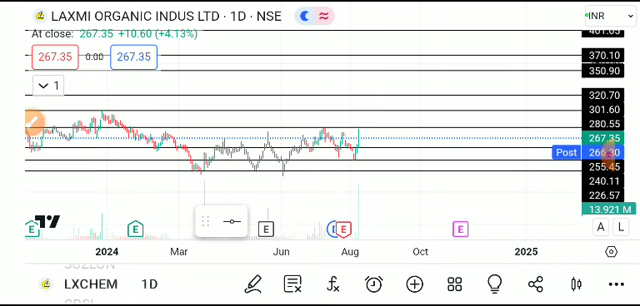 LAXMI ORGANIC INDUS LTD · 1D · NSE
INR
At close: 267.35 +10.60 (+4.13%)
267.35 0.00 267.35
1
401.05
370.10
350.90
320.70
301.60
280.55
267.35
Post 266.30
255.45
240.11
226.57
13.921 M
E E E D E E
A L
2024 Mar Jun Aug Oct 2025
SUZLON
LXCHEM 1D